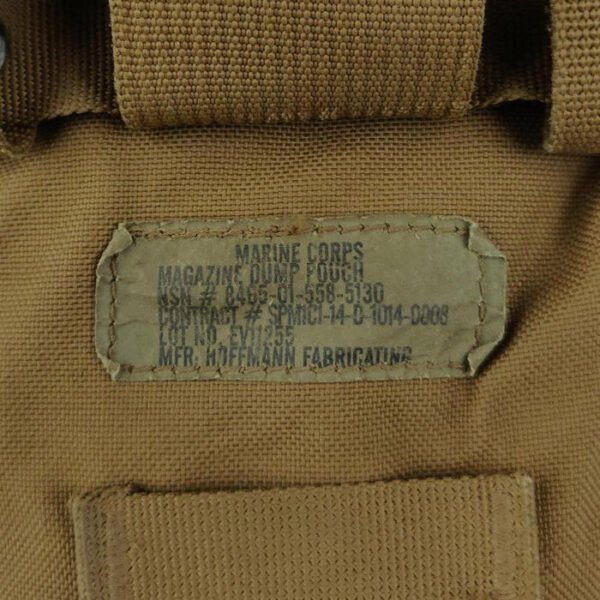 MARINE CORPS
MAGAZINE DUMP POUCH
NSN # 8465-01-558-5130
CONTRACT # SPM1C1-14-D-1014-0008
LOT NO. EVI1255
MFR. HOFFMANN FABRICATING